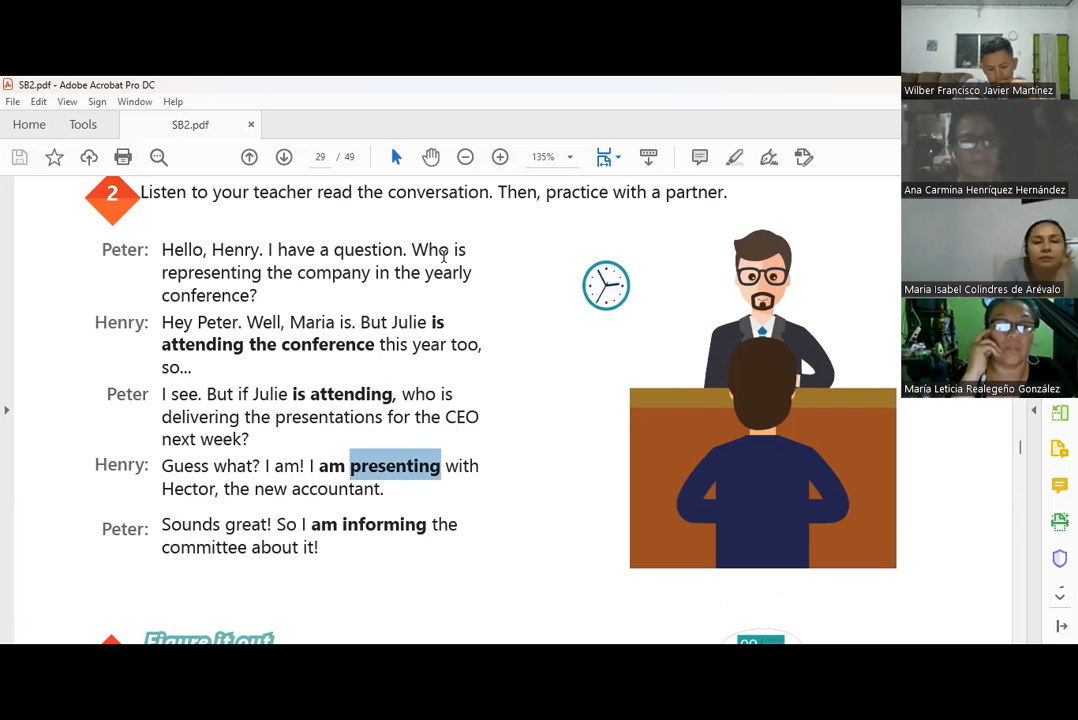 SB2.pdf - Adobe Acrobat Pro DC
File Edit View Sign Window Help
Home Tools SB2.pdf ×
29 / 49 135%
2 Listen to your teacher read the conversation. Then, practice with a partner.
Peter: Hello, Henry. I have a question. Who is
representing the company in the yearly
conference?
Henry: Hey Peter. Well, Maria is. But Julie is
attending the conference this year too,
so...
Peter I see. But if Julie is attending, who is
delivering the presentations for the CEO
next week?
Henry: Guess what? I am! I am presenting with
Hector, the new accountant.
Peter: Sounds great! So I am informing the
committee about it!
Figure it out
Wilber Francisco Javier Martínez
Ana Carmina Henríquez Hernández
Maria Isabel Colindres de Arévalo
María Leticia Realegeño González